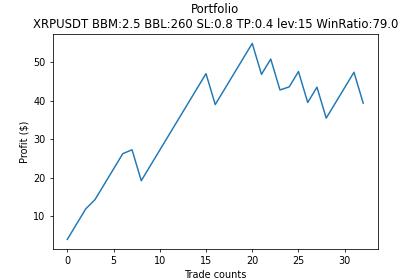 Portfolio
XRPUSDT BBM:2.5 BBL:260 SL:0.8 TP:0.4 lev:15 WinRatio:79.0
Profit ($)
50
40
30
20
10
0 5 10 15 20 25 30
Trade counts